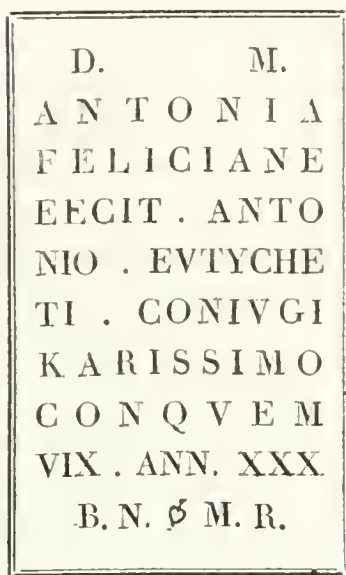 D. M.
ANTONIA
FELICIANE
EECIT . ANTO
NIO . EVTYCHE
TI . CONIVGI
KARISSIMO
CONQVEM
VIX . ANN. XXX
B. N. M. R.